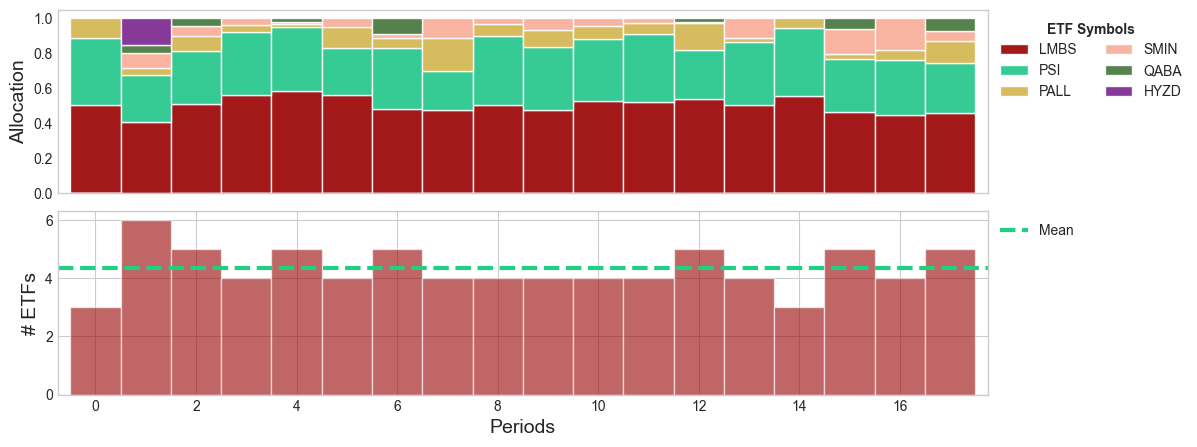 1.0
0.8
0.6
0.4
0.2
0.0
Allocation
ETF Symbols
LMBS SMIN
PSI QABA
PALL HYZD
6
4
2
0
# ETFs
Mean
0 2 4 6 8 10 12 14 16
Periods